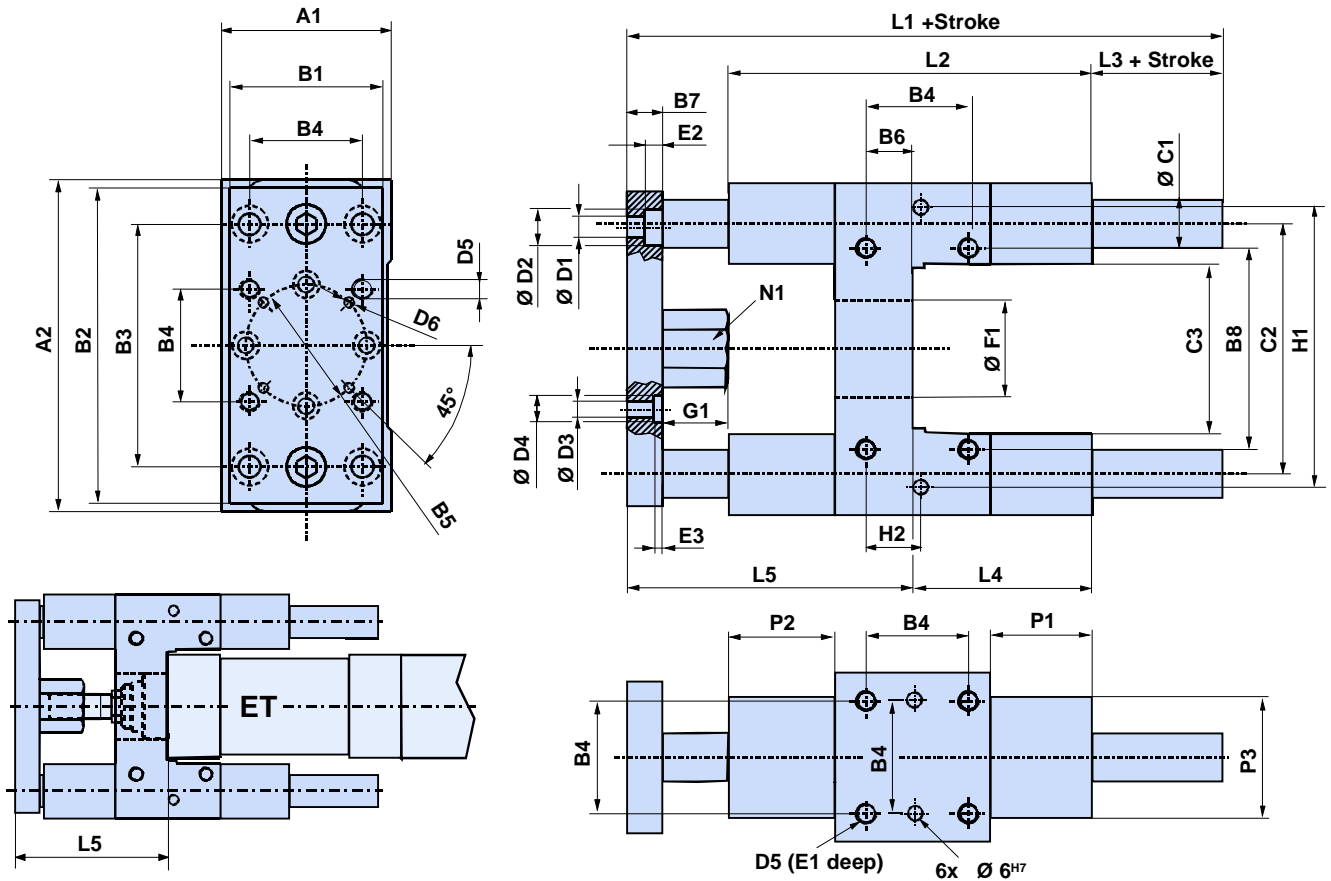 A1
B1
B4
A2
B2
B3
B4
D5
D6
45°
B5
L1 +Stroke
L2
L3 + Stroke
B7
B4
E2
B6
Ø C1
Ø D2
Ø D1
N1
Ø F1
C3
B8
C2
H1
Ø D4
Ø D3
G1
E3
H2
L5
L4
ET
L5
P2
B4
P1
B4
B4
P3
D5 (E1 deep)
6x Ø 6H7